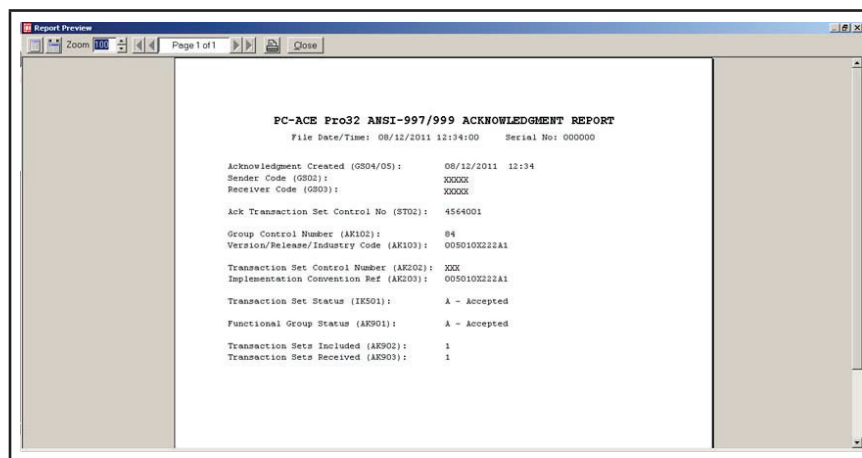 Report Preview
Zoom 100 Page 1 of 1 Close
PC-ACE Pro32 ANSI-997/999 ACKNOWLEDGMENT REPORT
File Date/Time: 08/12/2011 12:34:00 Serial No: 000000
Acknowledgment Created (GS04/05): 08/12/2011 12:34
Sender Code (GS02): XXXXX
Receiver Code (GS03): XXXXX
Ack Transaction Set Control No (ST02): 4564001
Group Control Number (AK102): 84
Version/Release/Industry Code (AK103): 005010X222A1
Transaction Set Control Number (AK202): XXX
Implementation Convention Ref (AK203): 005010X222A1
Transaction Set Status (IK501): A - Accepted
Functional Group Status (AK901): A - Accepted
Transaction Sets Included (AK902): 1
Transaction Sets Received (AK903): 1